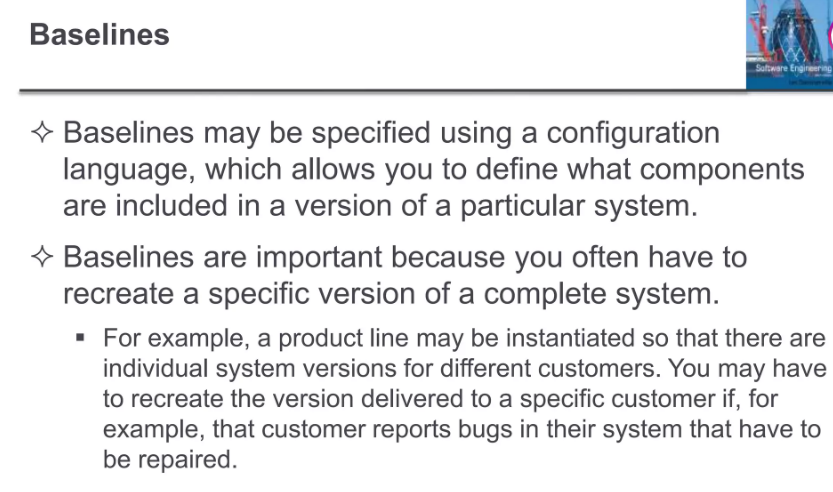 Baselines
Software Engineering
✧ Baselines may be specified using a configuration
language, which allows you to define what components
are included in a version of a particular system.
✧ Baselines are important because you often have to
recreate a specific version of a complete system.
▪ For example, a product line may be instantiated so that there are
individual system versions for different customers. You may have
to recreate the version delivered to a specific customer if, for
example, that customer reports bugs in their system that have to
be repaired.